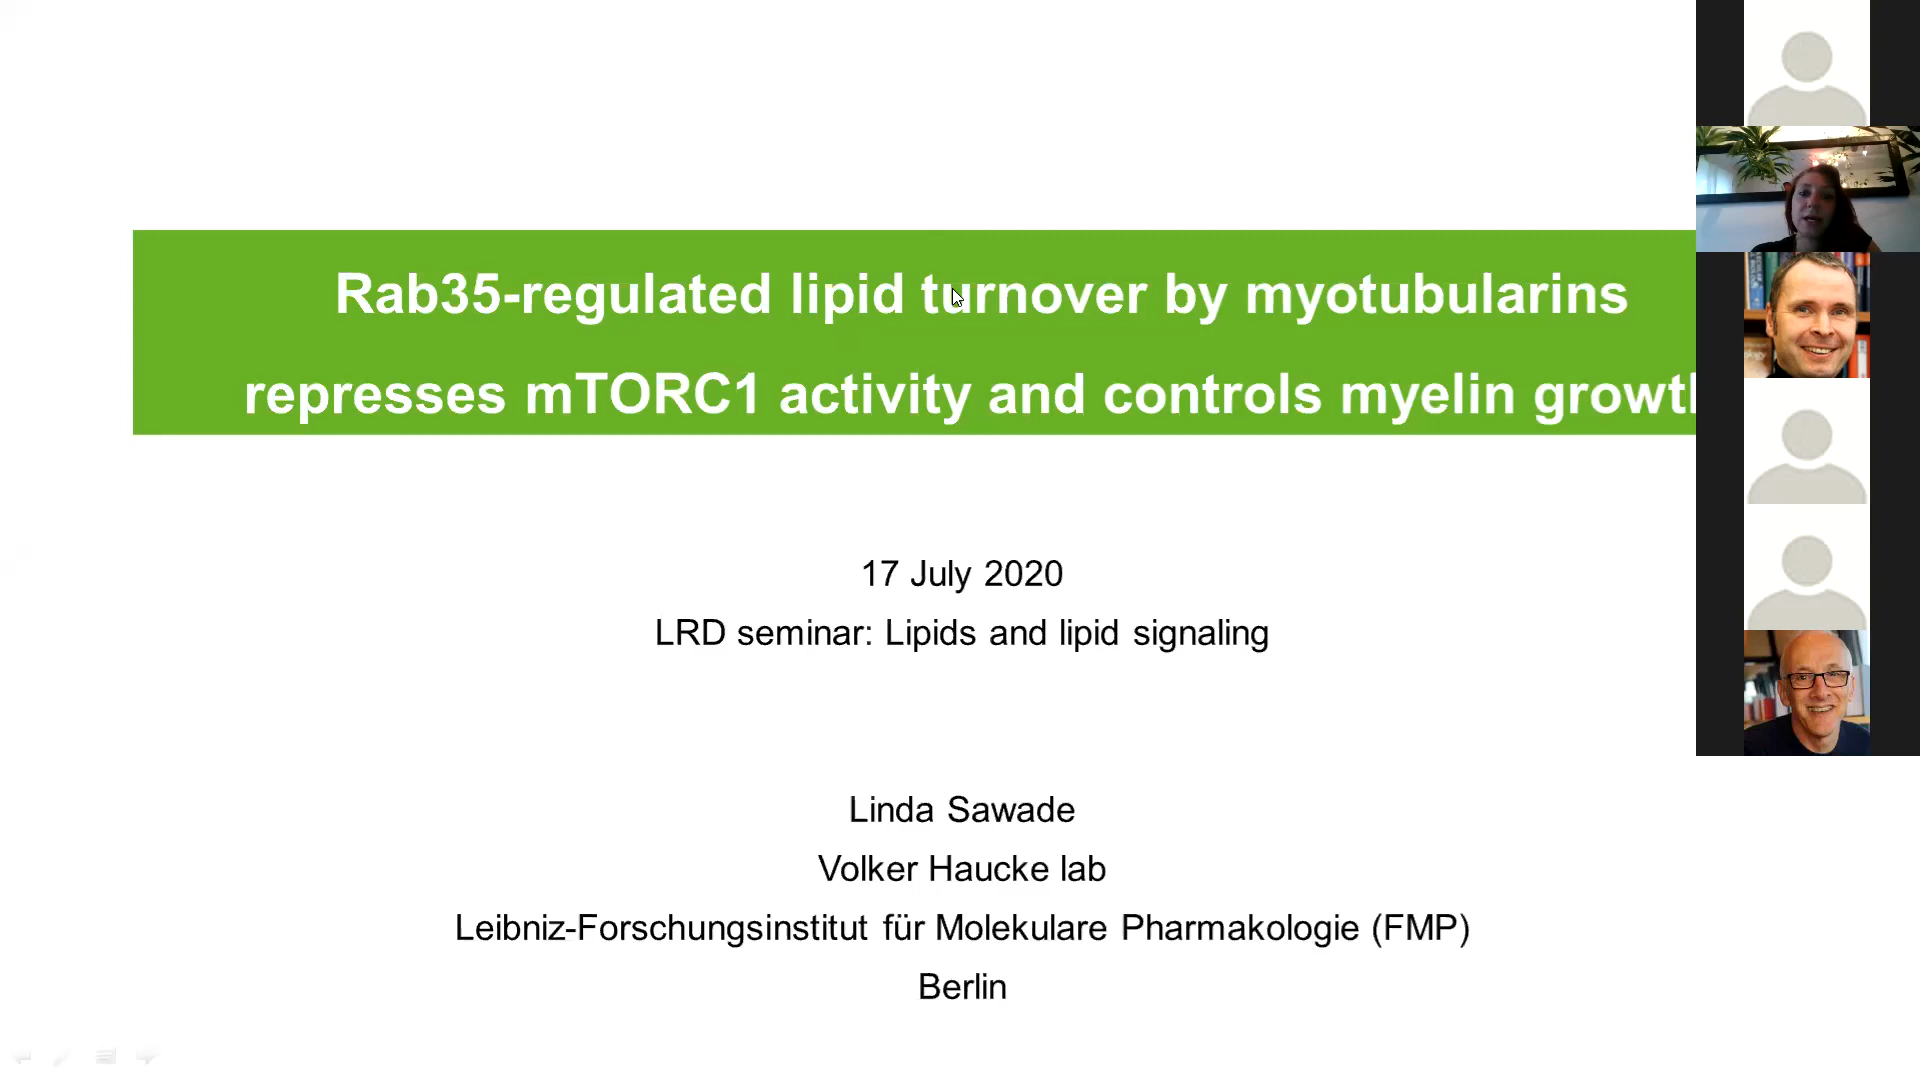 Rab35-regulated lipid turnover by myotubularins
represses mTORC1 activity and controls myelin growth
17 July 2020
LRD seminar: Lipids and lipid signaling
Linda Sawade
Volker Haucke lab
Leibniz-Forschungsinstitut für Molekulare Pharmakologie (FMP)
Berlin